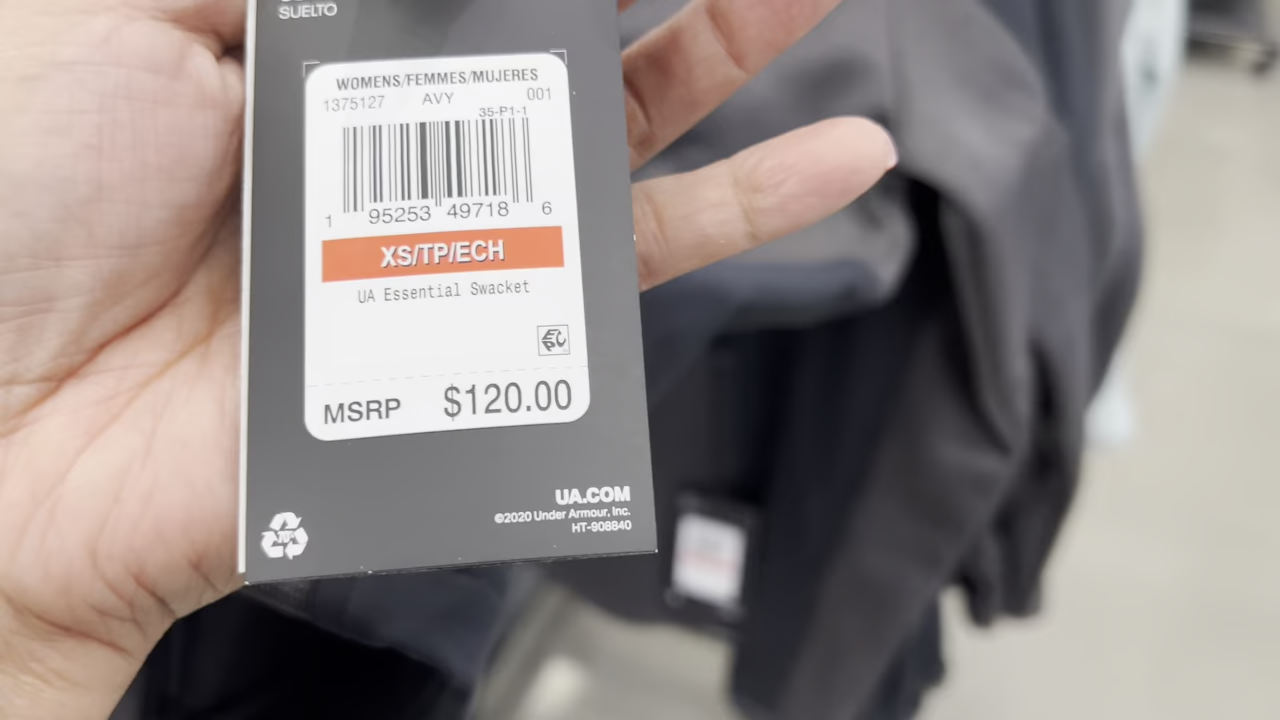 SUELTO
WOMENS/FEMMES/MUJERES
1375127 AVY 001
35-P1-1
1 95253 49718 6
XS/TP/ECH
UA Essential Swacket
EPC
MSRP $120.00
UA.COM
©2020 Under Armour, Inc.
HT-908840